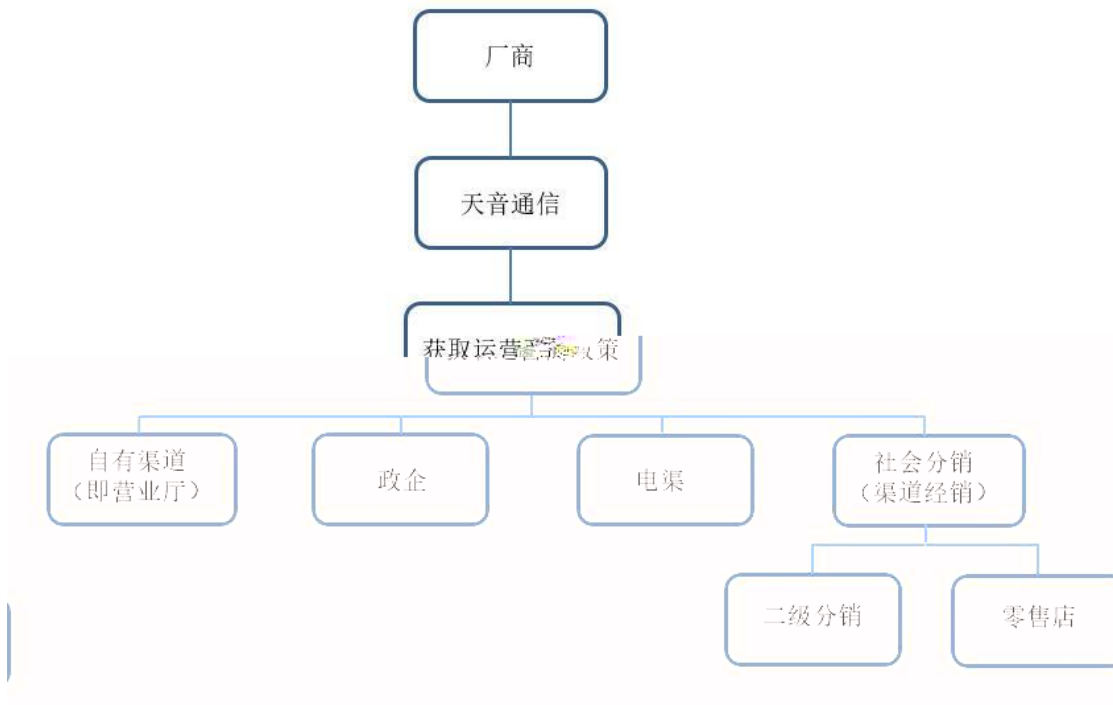 厂商
天音通信
获取运营策
自有渠道
（即营业厅）
政企
电渠
社会分销
（渠道经销）
二级分销
零售店